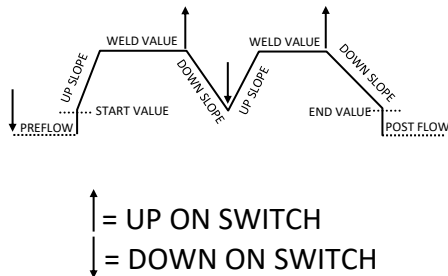 WELD VALUE
WELD VALUE
UP SLOPE
DOWN SLOPE
UP SLOPE
DOWN SLOPE
START VALUE
END VALUE
PREFLOW
POST FLOW
= UP ON SWITCH
= DOWN ON SWITCH